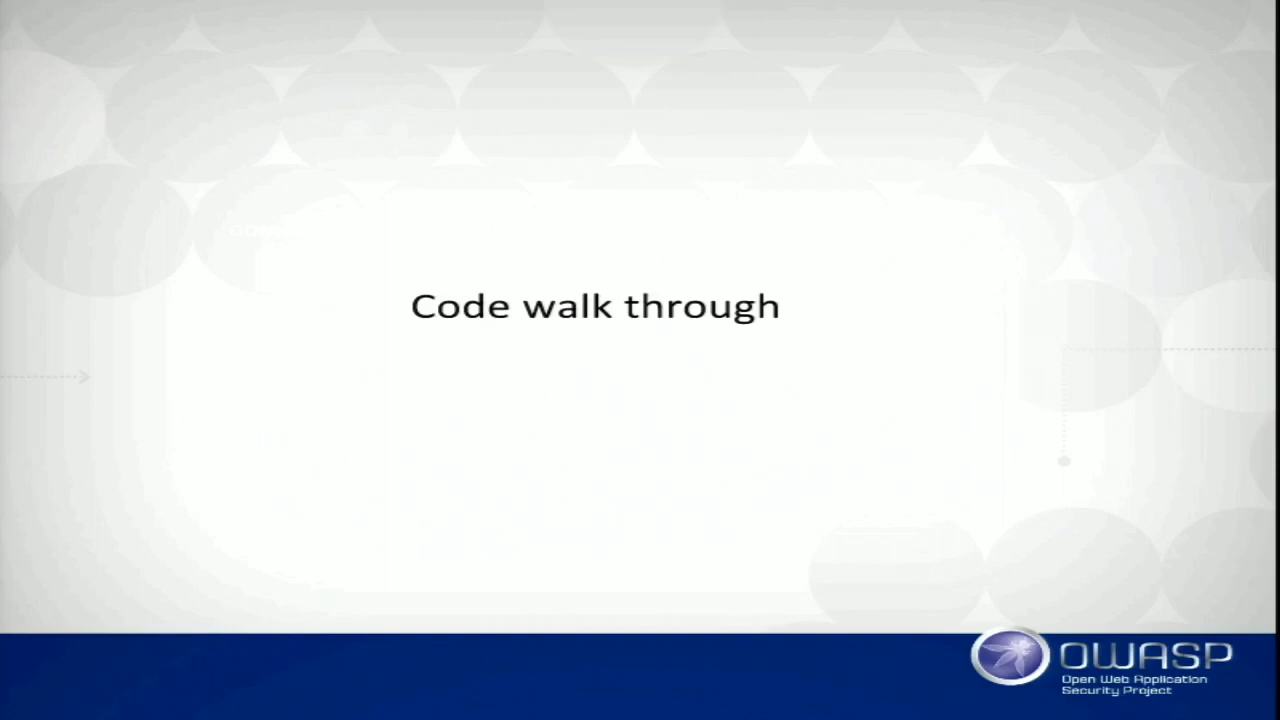 Code walk through
OWASP
Open Web Application
Security Project